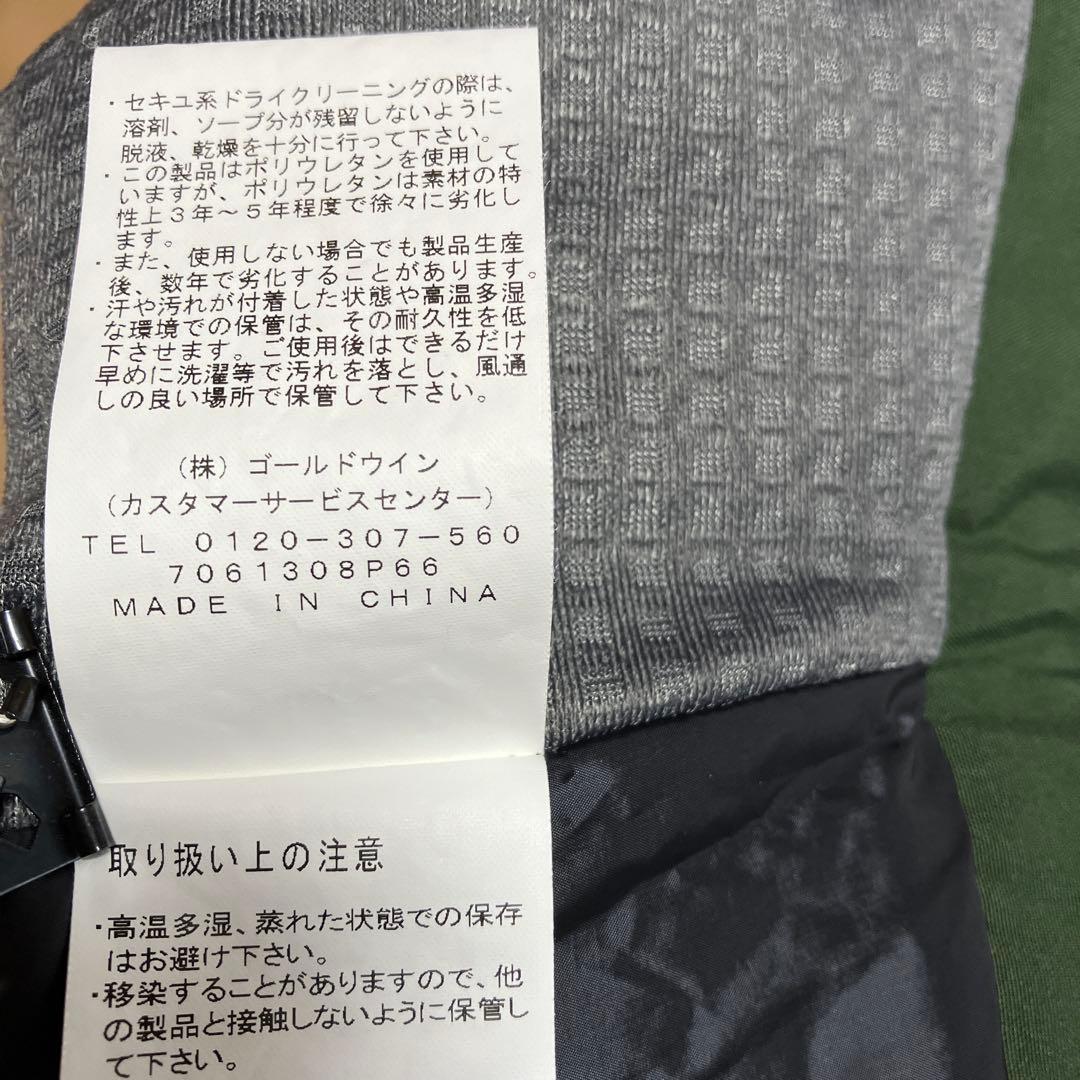 ・セキユ系ドライクリーニングの際は、
溶剤、ソープ分が残留しないように
脱液、乾燥を十分に行って下さい。
・この製品はポリウレタンを使用して
いますが、ポリウレタンは素材の特
性上３年～５年程度で徐々に劣化し
ます。
・また、使用しない場合でも製品生産
後、数年で劣化することがあります。
・汗や汚れが付着した状態や高温多湿
な環境での保管は、その耐久性を低
下させます。ご使用後はできるだけ
早めに洗濯等で汚れを落とし、風通
しの良い場所で保管して下さい。
（株）ゴールドウイン
（カスタマーサービスセンター）
ＴＥＬ　０１２０－３０７－５６０
７０６１３０８Ｐ６６
ＭＡＤＥ　ＩＮ　ＣＨＩＮＡ
取り扱い上の注意
・高温多湿、蒸れた状態での保存
はお避け下さい。
・移染することがありますので、他
の製品と接触しないように保管し
て下さい。